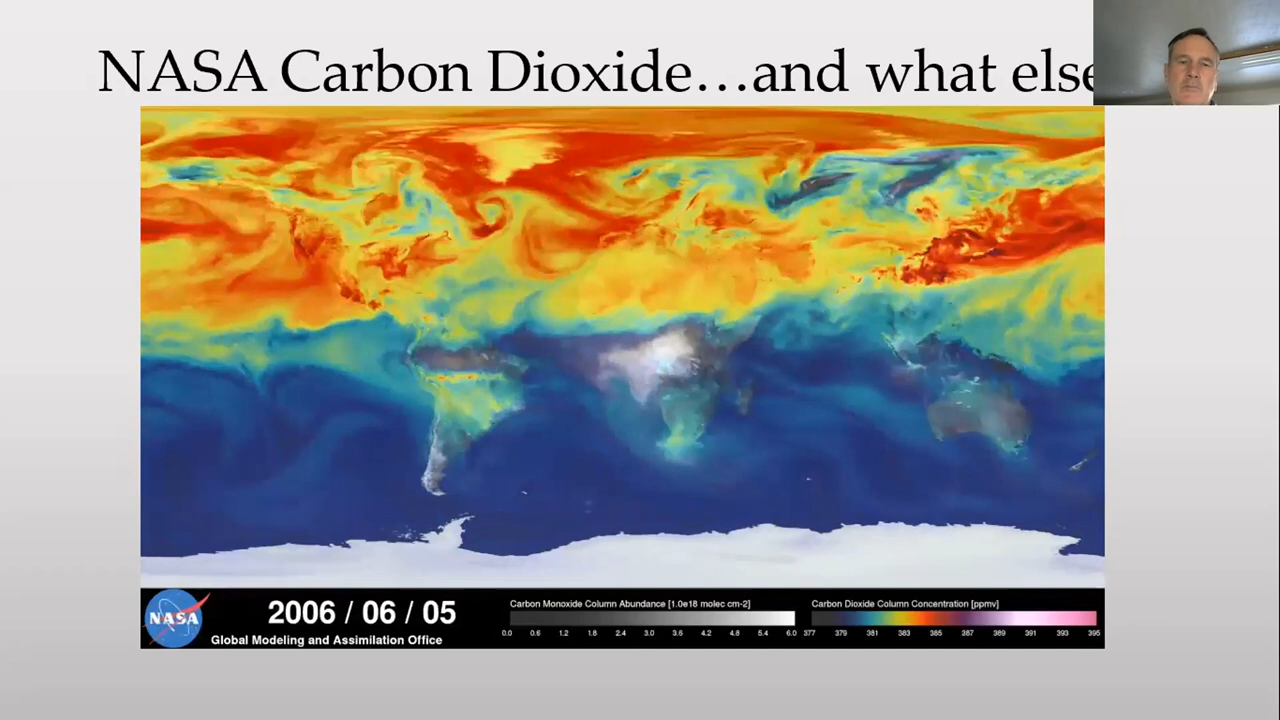 NASA Carbon Dioxide…and what else
NASA
2006 / 06 / 05
Global Modeling and Assimilation Office
Carbon Monoxide Column Abundance [1.0e18 molec cm-2]
0.0 0.6 1.2 1.8 2.4 3.0 3.6 4.2 4.8 5.4 6.0
Carbon Dioxide Column Concentration [ppmv]
377 379 381 383 385 387 389 391 393 395